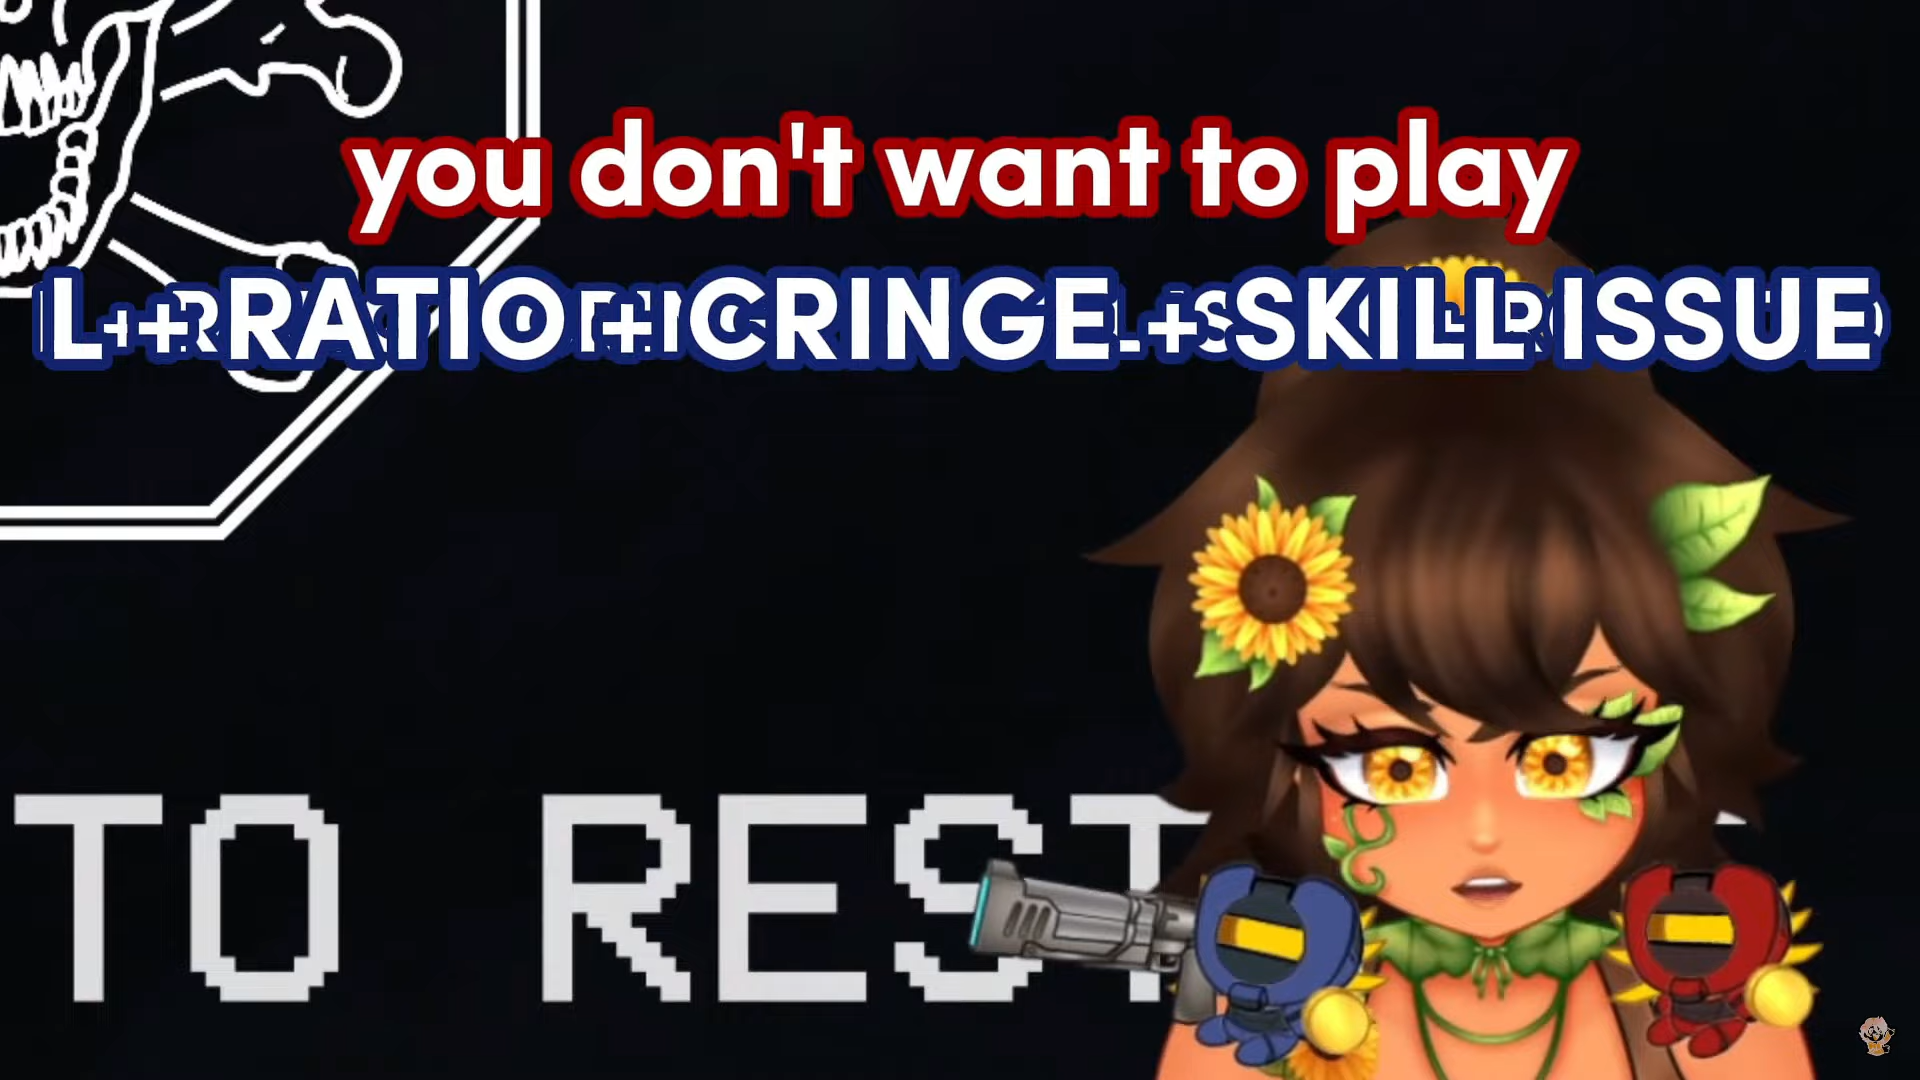 you don't want to play
L + RATIO + CRINGE + SKILL ISSUE
TO REST